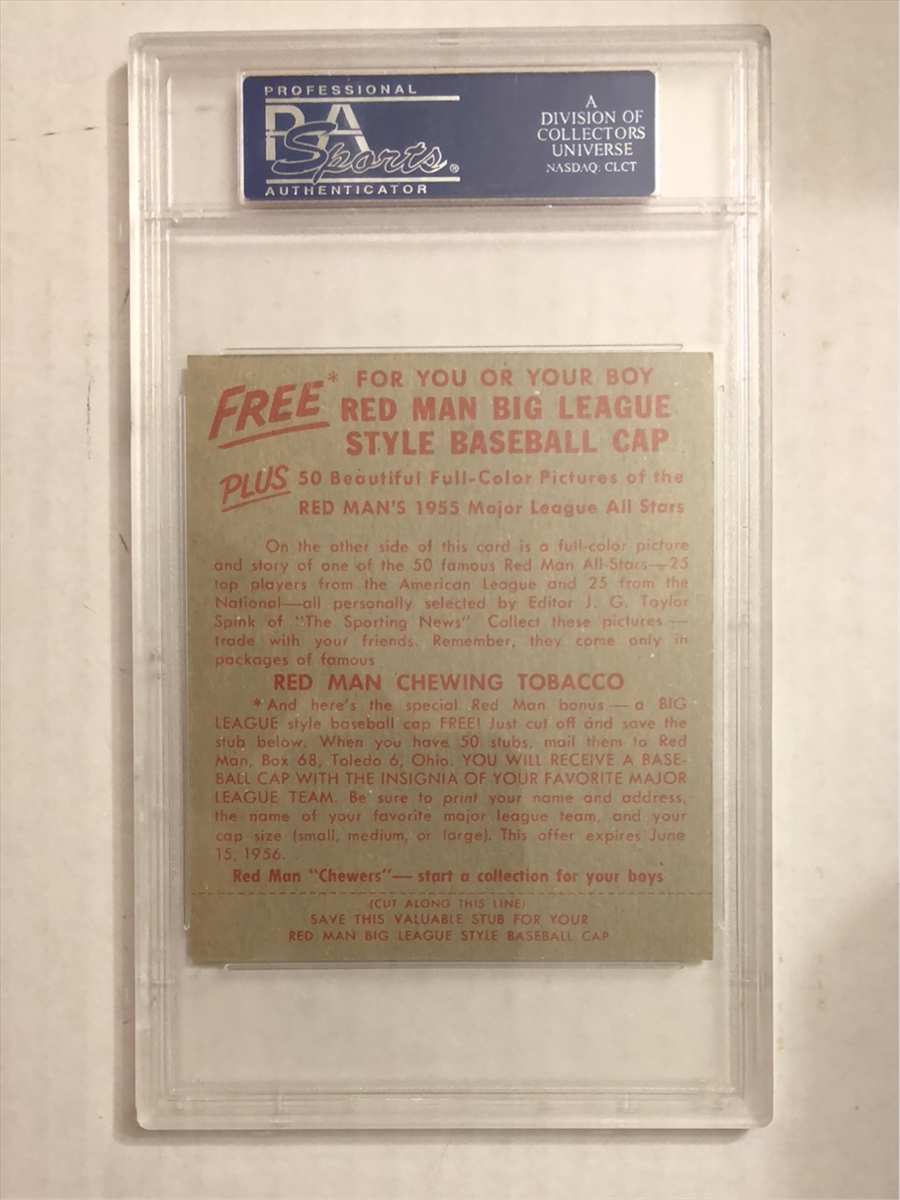 PROFESSIONAL
PSA
Sports®
AUTHENTICATOR
A
DIVISION OF
COLLECTORS
UNIVERSE
NASDAQ: CLCT
FREE* FOR YOU OR YOUR BOY
RED MAN BIG LEAGUE
STYLE BASEBALL CAP
PLUS 50 Beautiful Full-Color Pictures of the
RED MAN'S 1955 Major League All Stars
On the other side of this card is a full-color picture
and story of one of the 50 famous Red Man All-Stars—25
top players from the American League and 25 from the
National—all personally selected by Editor J. G. Taylor
Spink of "The Sporting News" Collect these pictures—
trade with your friends. Remember, they come only in
packages of famous
RED MAN CHEWING TOBACCO
*And here's the special Red Man bonus—a BIG
LEAGUE style baseball cap FREE! Just cut off and save the
stub below. When you have 50 stubs, mail them to Red
Man, Box 68, Toledo 6, Ohio. YOU WILL RECEIVE A BASE-
BALL CAP WITH THE INSIGNIA OF YOUR FAVORITE MAJOR
LEAGUE TEAM. Be sure to print your name and address,
the name of your favorite major league team, and your
cap size (small, medium, or large). This offer expires June
15, 1956.
Red Man "Chewers"—start a collection for your boys
(CUT ALONG THIS LINE)
SAVE THIS VALUABLE STUB FOR YOUR
RED MAN BIG LEAGUE STYLE BASEBALL CAP